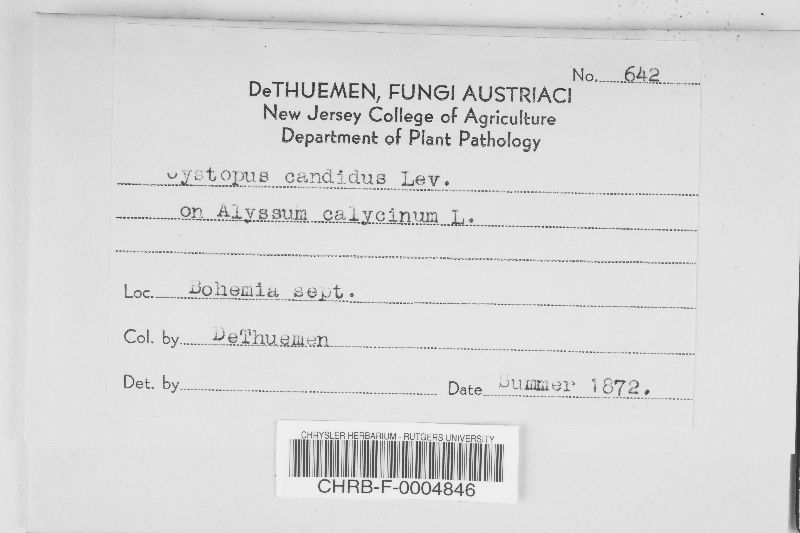 No. 642
DeTHUEMEN, FUNGI AUSTRIACI
New Jersey College of Agriculture
Department of Plant Pathology
Cystopus candidus Lev.
on Alyssum calycinum L.
Loc. Bohemia sept.
Col. by DeThuemen
Det. by
Date Summer 1872.
CHRYSLER HERBARIUM - RUTGERS UNIVERSITY
CHRB-F-0004846